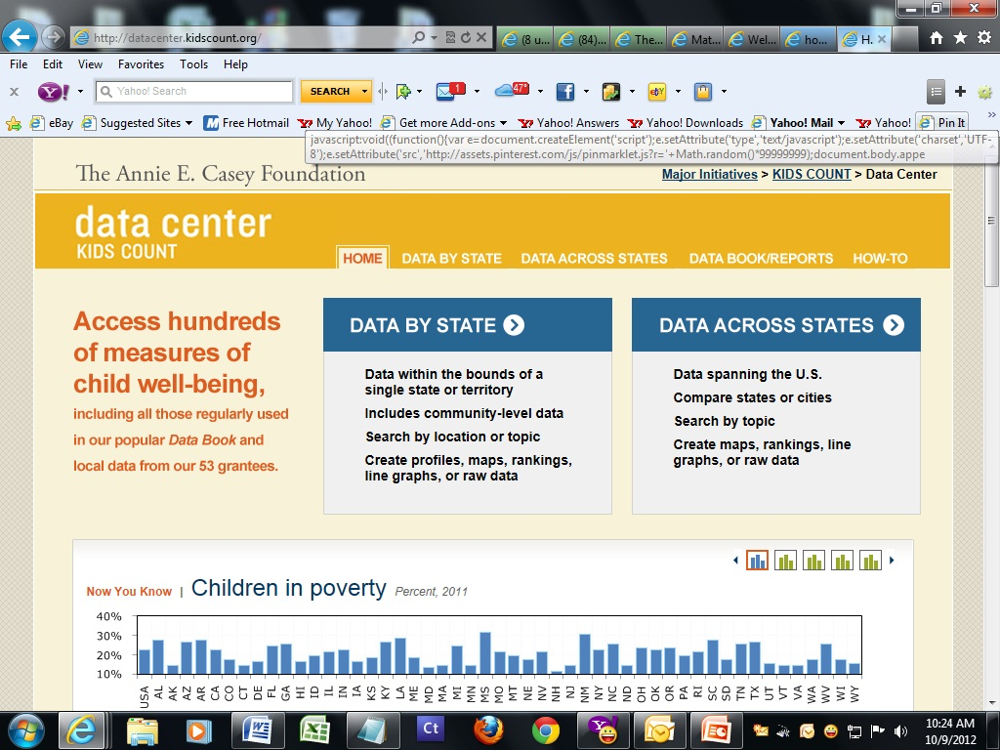 http://datacenter.kidscount.org/
(8 u...
(84)...
The...
Mat...
Wel...
ho...
H.
File Edit View Favorites Tools Help
x Y! Yahoo! Search SEARCH 1 47°
eBay Suggested Sites Free Hotmail My Yahoo! Get more Add-ons Yahoo! Answers Yahoo! Downloads Yahoo! Mail Yahoo! Pin It
javascript:void((function(){var e=document.createElement('script');e.setAttribute('type','text/javascript');e.setAttribute('charset','UTF-
8');e.setAttribute('src','http://assets.pinterest.com/js/pinmarklet.js?r='+Math.random()*99999999);document.body.appe
The Annie E. Casey Foundation
Major Initiatives > KIDS COUNT > Data Center
data center
KIDS COUNT
HOME DATA BY STATE DATA ACROSS STATES DATA BOOK/REPORTS HOW-TO
Access hundreds
of measures of
child well-being,
including all those regularly used
in our popular Data Book and
local data from our 53 grantees.
DATA BY STATE
Data within the bounds of a
single state or territory
Includes community-level data
Search by location or topic
Create profiles, maps, rankings,
line graphs, or raw data
DATA ACROSS STATES
Data spanning the U.S.
Compare states or cities
Search by topic
Create maps, rankings, line
graphs, or raw data
Now You Know | Children in poverty Percent, 2011
40%
30%
20%
10%
USA AL AK AZ AR CA CO CT DE FL GA HI ID IL IN IA KS KY LA ME MD MA MI MN MS MO MT NE NV NH NJ NM NY NC ND OH OK OR PA RI SC SD TN TX UT VT VA WA WV WI WY
Ct
10:24 AM
10/9/2012